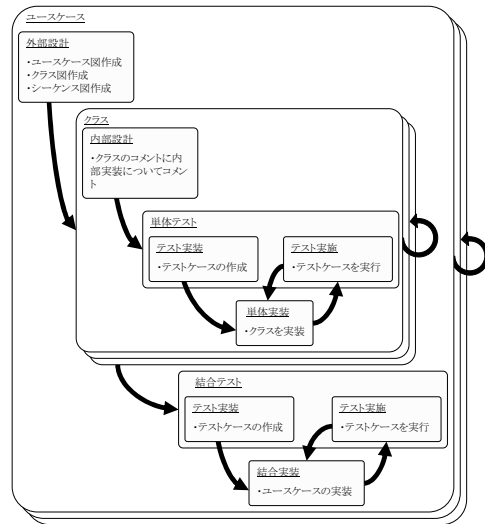 ユースケース
外部設計
・ユースケース図作成
・クラス図作成
・シーケンス図作成
クラス
内部設計
・クラスのコメントに内
部実装についてコメン
ト
単体テスト
テスト実装
・テストケースの作成
テスト実施
・テストケースを実行
単体実装
・クラスを実装
結合テスト
テスト実装
・テストケースの作成
テスト実施
・テストケースを実行
結合実装
・ユースケースの実装